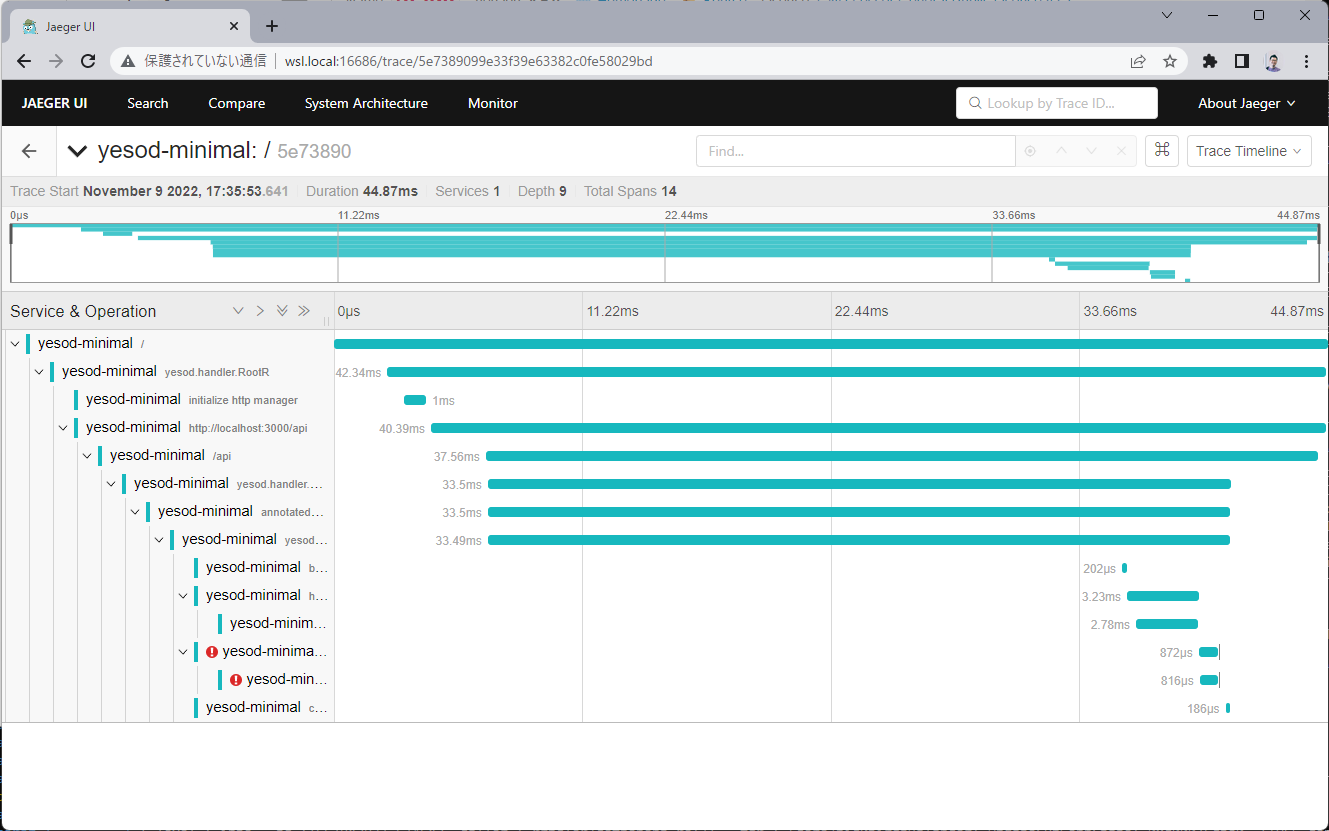 Jaeger UI
保護されていない通信 wsl.local:16686/trace/5e7389099e33f39e63382c0fe58029bd
JAEGER UI Search Compare System Architecture Monitor Lookup by Trace ID... About Jaeger
yesod-minimal: / 5e73890 Find... Trace Timeline
Trace Start November 9 2022, 17:35:53.641 Duration 44.87ms Services 1 Depth 9 Total Spans 14
0μs 11.22ms 22.44ms 33.66ms 44.87ms
Service & Operation 0μs 11.22ms 22.44ms 33.66ms 44.87ms
yesod-minimal /
yesod-minimal yesod.handler.RootR 42.34ms
yesod-minimal initialize http manager 1ms
yesod-minimal http://localhost:3000/api 40.39ms
yesod-minimal /api 37.56ms
yesod-minimal yesod.handler.... 33.5ms
yesod-minimal annotated... 33.5ms
yesod-minimal yesod... 33.49ms
yesod-minimal b... 202μs
yesod-minimal h... 3.23ms
yesod-minim... 2.78ms
yesod-minima... 872μs
yesod-min... 816μs
yesod-minimal c... 186μs